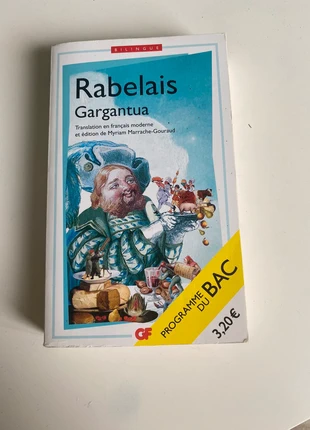 BILINGUE
Rabelais
Gargantua
Translation en français moderne
et édition de Myriam Marrache-Gouraud
PROGRAMME
DU BAC
3,20 €
GF